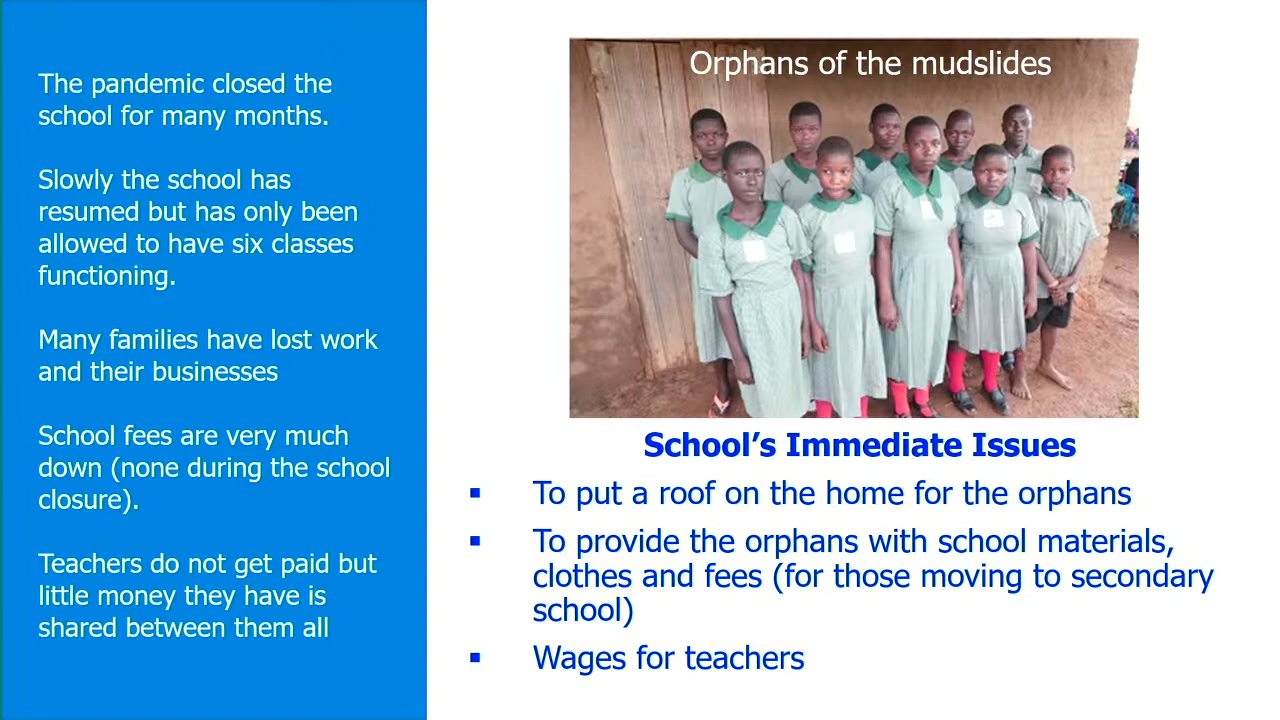 The pandemic closed the
school for many months.
Slowly the school has
resumed but has only been
allowed to have six classes
functioning.
Many families have lost work
and their businesses
School fees are very much
down (none during the school
closure).
Teachers do not get paid but
little money they have is
shared between them all
Orphans of the mudslides
School’s Immediate Issues
▪ To put a roof on the home for the orphans
▪ To provide the orphans with school materials,
clothes and fees (for those moving to secondary
school)
▪ Wages for teachers